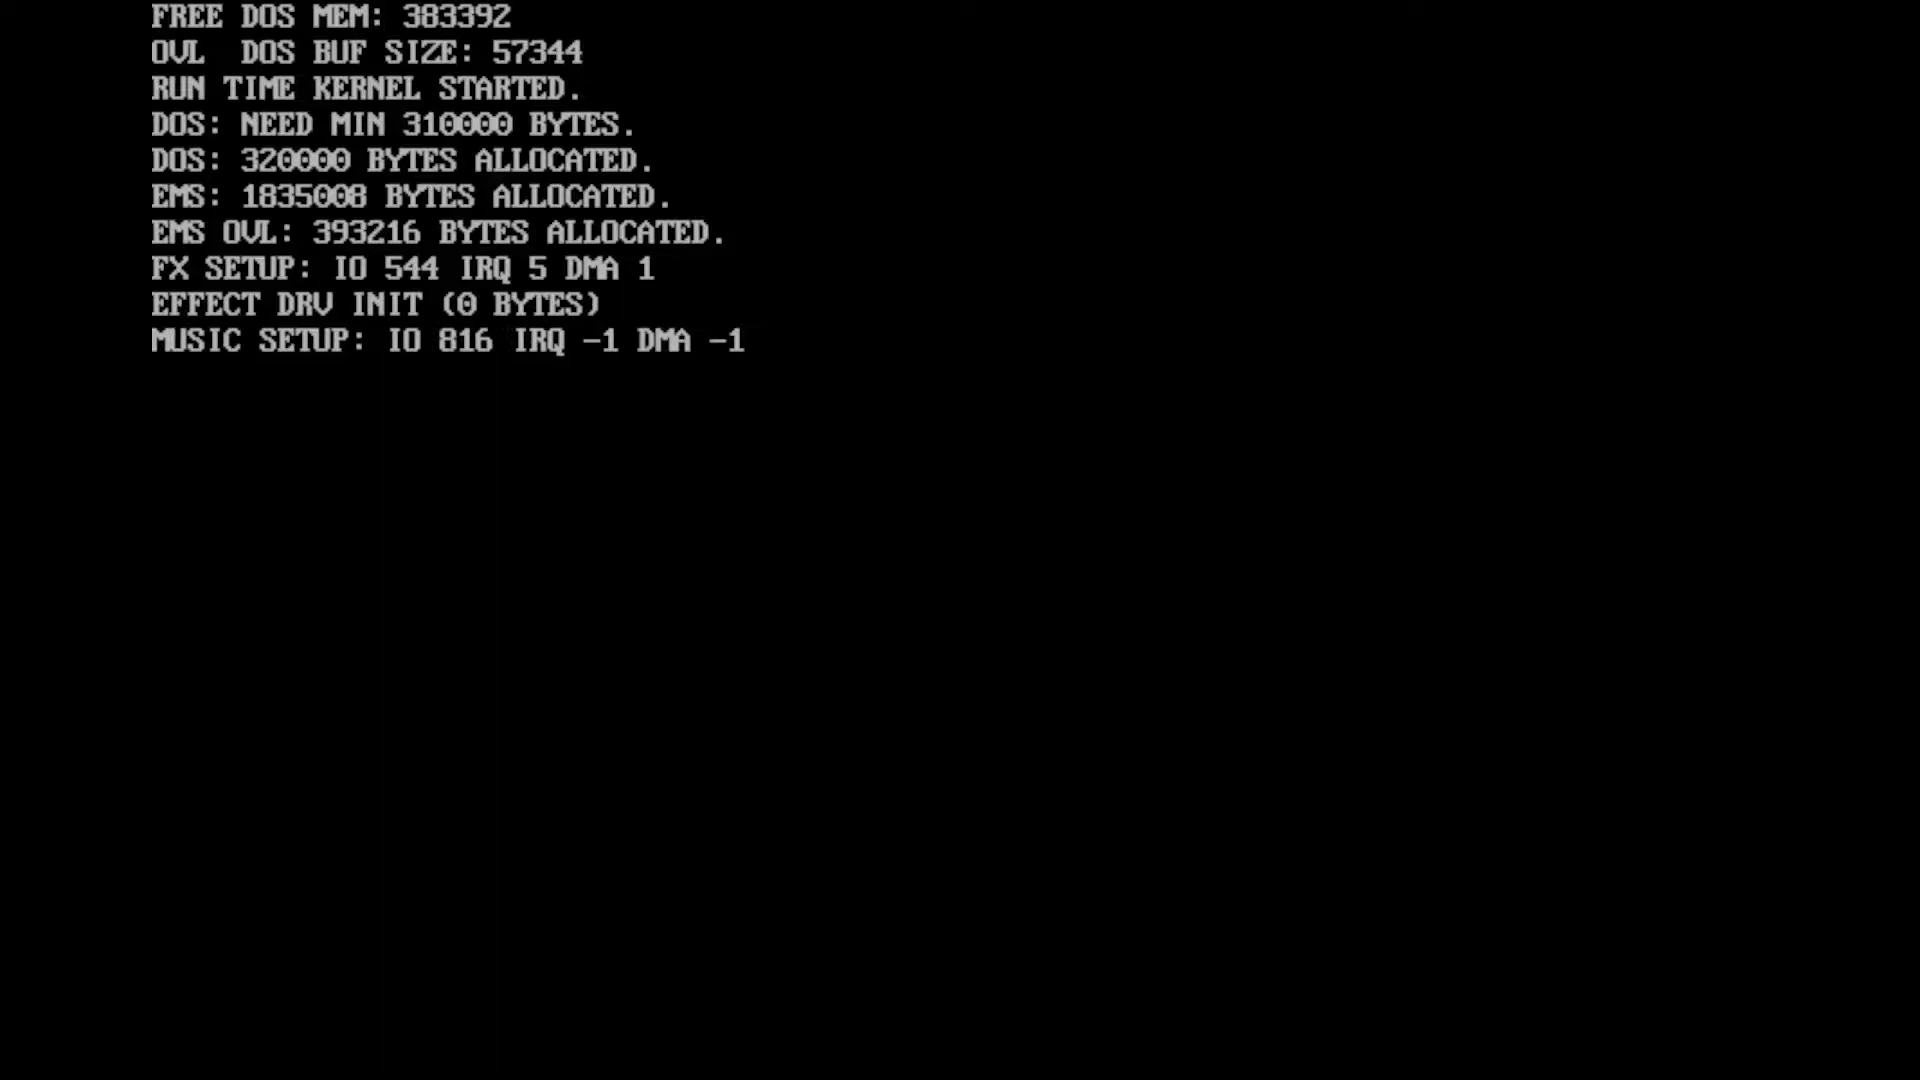 FREE DOS MEM: 383392
OVL  DOS BUF SIZE: 57344
RUN TIME KERNEL STARTED.
DOS: NEED MIN 310000 BYTES.
DOS: 320000 BYTES ALLOCATED.
EMS: 1835008 BYTES ALLOCATED.
EMS OVL: 393216 BYTES ALLOCATED.
FX SETUP: IO 544 IRQ 5 DMA 1
EFFECT DRV INIT (0 BYTES)
MUSIC SETUP: IO 816 IRQ -1 DMA -1